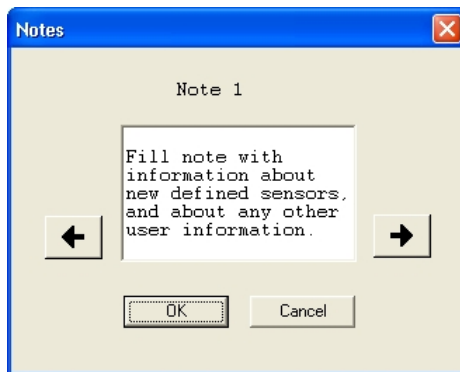 Notes
Note 1
Fill note with
information about
new defined sensors,
and about any other
user information.
OK
Cancel